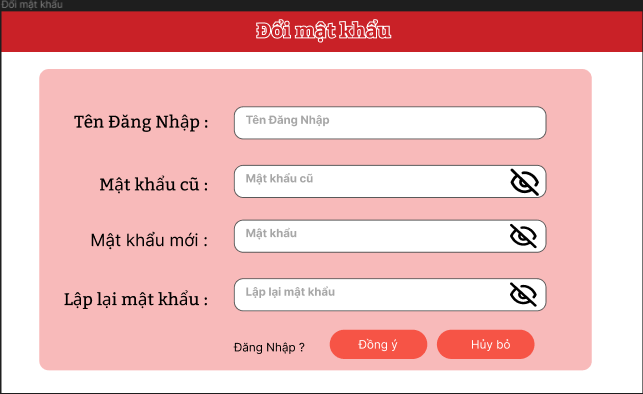 Đổi mật khẩu
Đổi mật khẩu
Tên Đăng Nhập : Tên Đăng Nhập
Mật khẩu cũ : Mật khẩu cũ
Mật khẩu mới : Mật khẩu
Lập lại mật khẩu : Lập lại mật khẩu
Đăng Nhập ? Đồng ý Hủy bỏ